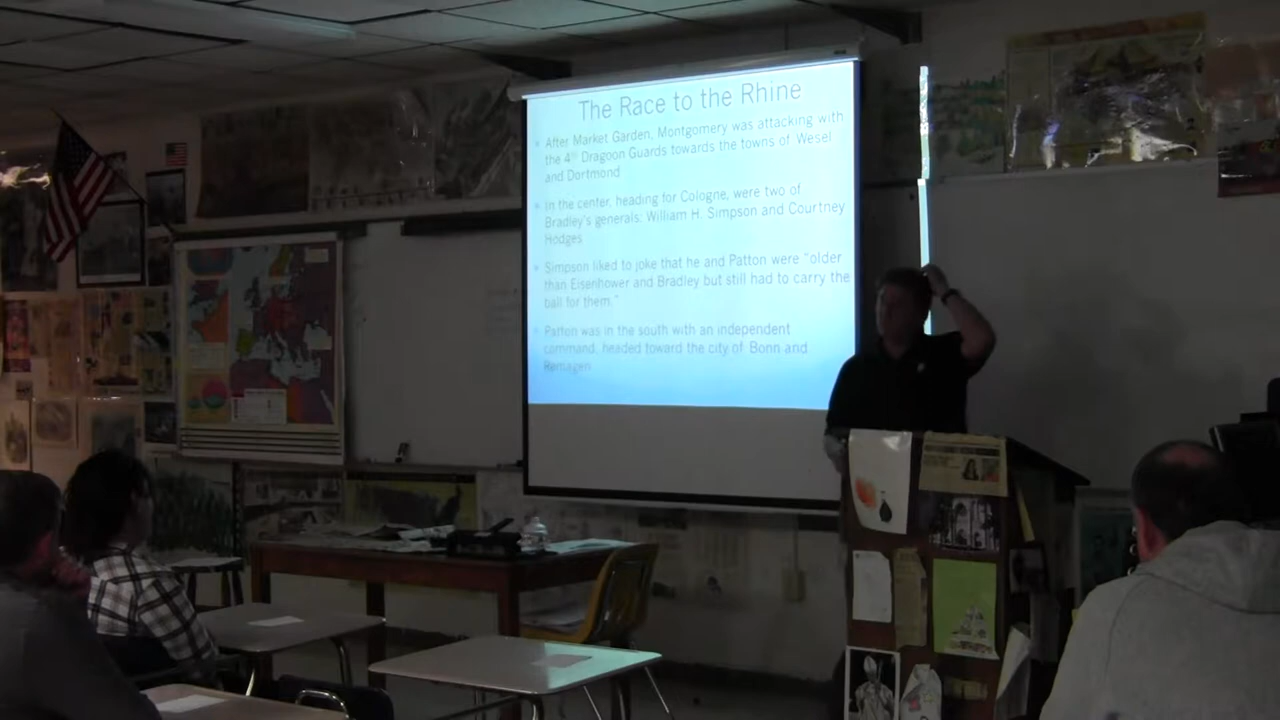 The Race to the Rhine
After Market Garden, Montgomery was attacking with
the 4th Dragoon Guards towards the towns of Wesel
and Dortmond
In the center, heading for Cologne, were two of
Bradley's generals: William H. Simpson and Courtney
Hodges
Simpson liked to joke that he and Patton were "older
than Eisenhower and Bradley but still had to carry the
ball for them."
Patton was in the south with an independent
command, headed toward the city of Bonn and
Remagen